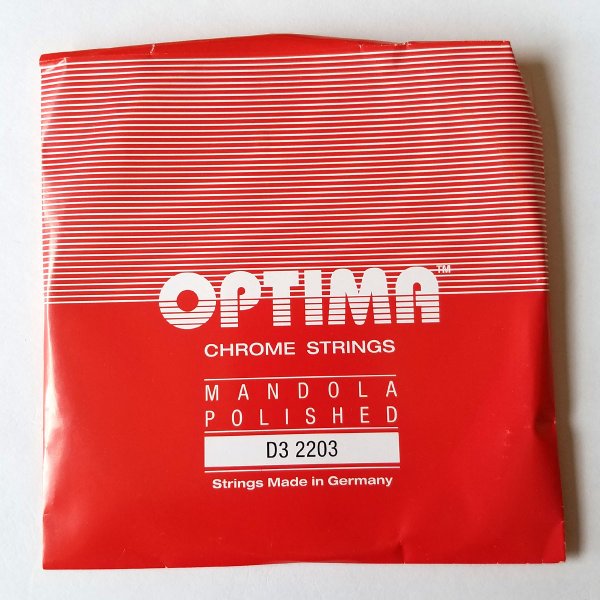 OPTIMA™
CHROME STRINGS
MANDOLA
POLISHED
D3 2203
Strings Made in Germany